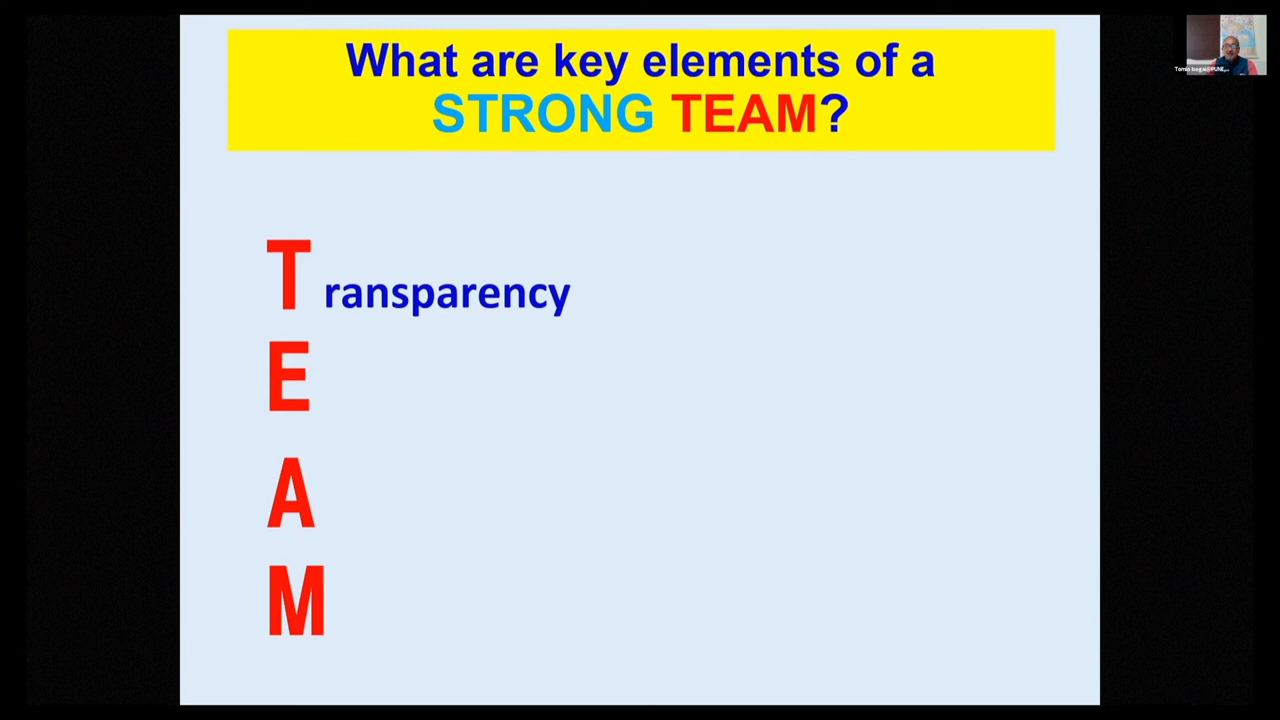 What are key elements of a
STRONG TEAM?
Transparency
E
A
M